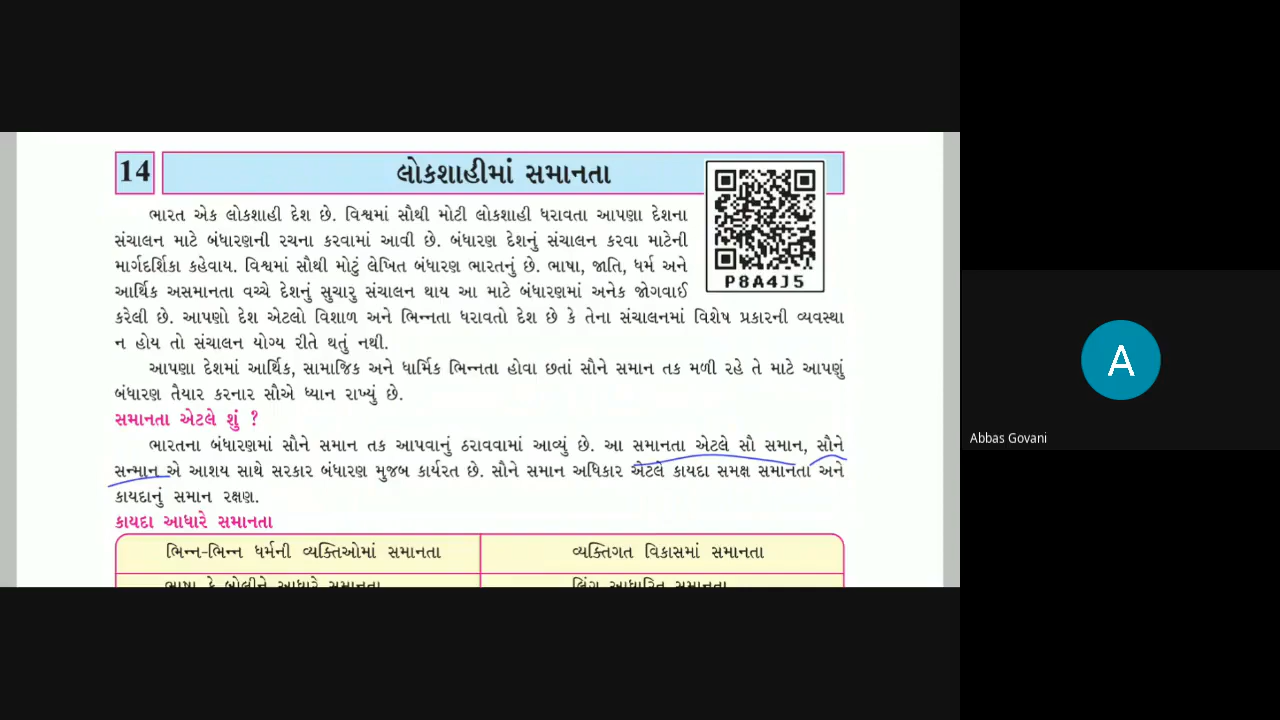 14
લોકશાહીમાં સમાનતા
ભારત એક લોકશાહી દેશ છે. વિશ્વમાં સૌથી મોટી લોકશાહી ધરાવતા આપણા દેશના
સંચાલન માટે બંધારણની રચના કરવામાં આવી છે. બંધારણ દેશનું સંચાલન કરવા માટેની
માર્ગદર્શિકા કહેવાય. વિશ્વમાં સૌથી મોટું લેખિત બંધારણ ભારતનું છે. ભાષા, જાતિ, ધર્મ અને
આર્થિક અસમાનતા વચ્ચે દેશનું સુચારુ સંચાલન થાય આ માટે બંધારણમાં અનેક જોગવાઈ
P8A4J5
કરેલી છે. આપણો દેશ એટલો વિશાળ અને ભિન્નતા ધરાવતો દેશ છે કે તેના સંચાલનમાં વિશેષ પ્રકારની વ્યવસ્થા
ન હોય તો સંચાલન યોગ્ય રીતે થતું નથી.
આપણા દેશમાં આર્થિક, સામાજિક અને ધાર્મિક ભિન્નતા હોવા છતાં સૌને સમાન તક મળી રહે તે માટે આપણું
બંધારણ તૈયાર કરનાર સૌએ ધ્યાન રાખ્યું છે.
સમાનતા એટલે શું ?
ભારતના બંધારણમાં સૌને સમાન તક આપવાનું ઠરાવવામાં આવ્યું છે. આ સમાનતા એટલે સૌ સમાન, સૌને
સન્માન એ આશય સાથે સરકાર બંધારણ મુજબ કાર્યરત છે. સૌને સમાન અધિકાર એટલે કાયદા સમક્ષ સમાનતા અને
કાયદાનું સમાન રક્ષણ.
કાયદા આધારે સમાનતા
ભિન્ન-ભિન્ન ધર્મની વ્યક્તિઓમાં સમાનતા
વ્યક્તિગત વિકાસમાં સમાનતા
ભાષા કે બોલીને આધારે સમાનતા
લિંગ આધારિત સમાનતા
A
Abbas Govani